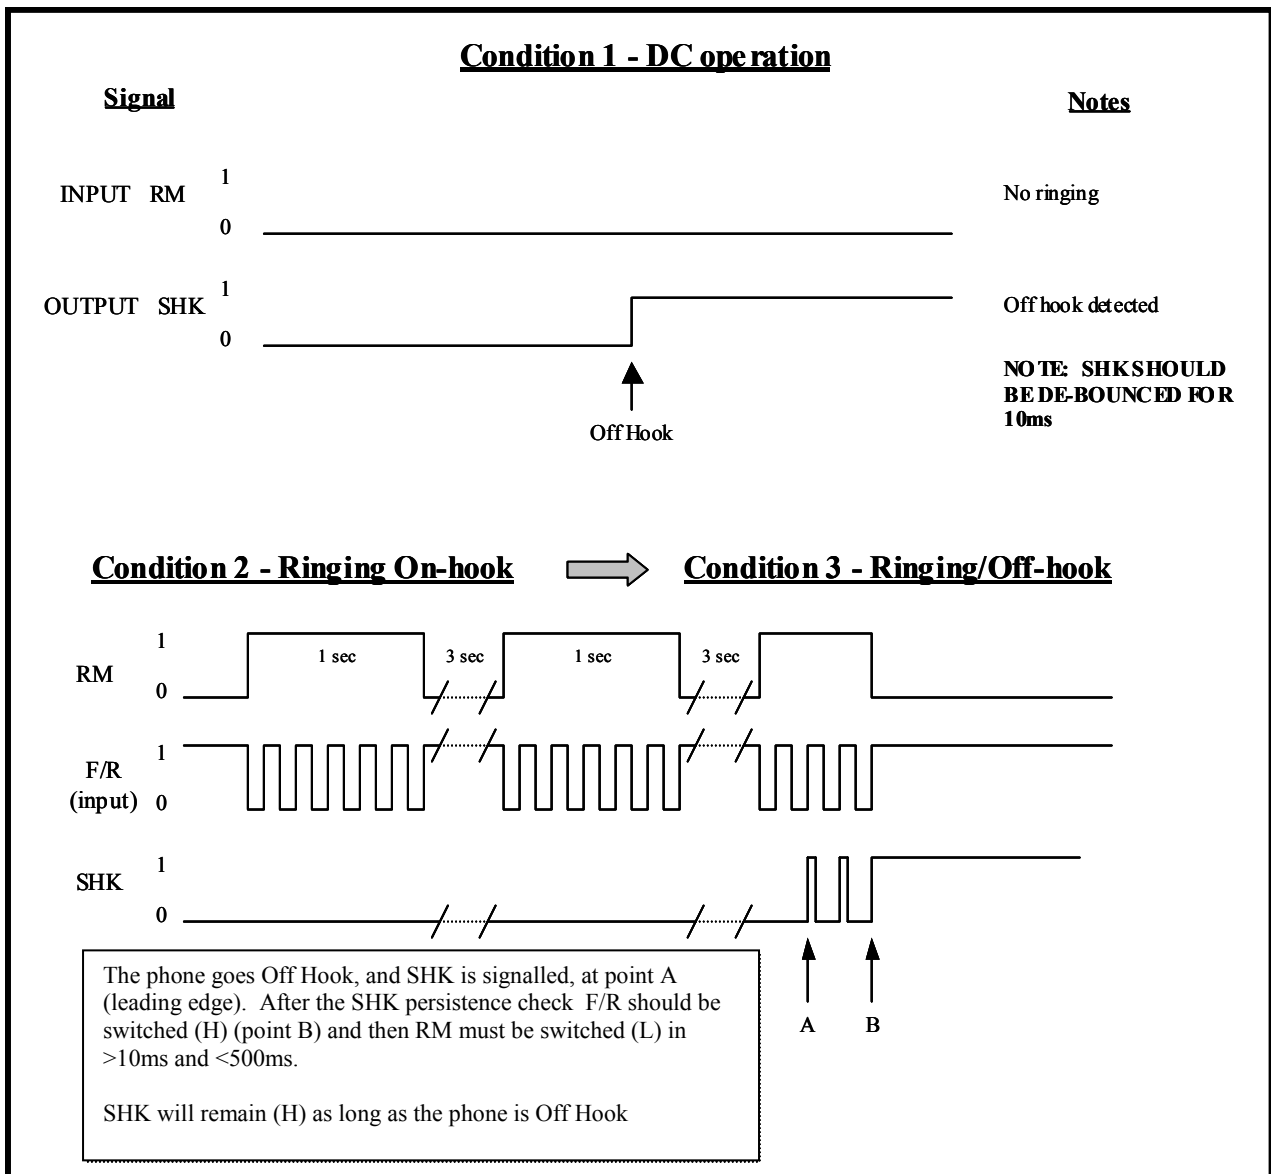 Condition 1 - DC operation
Signal
Notes
1
INPUT RM
No ringing
0
1
OUTPUT SHK
Off hook detected
0
NOTE: SHK SHOULD
BE DE-BOUNCED FOR
10ms
Off Hook
Condition 2 - Ringing On-hook
Condition 3 - Ringing/Off-hook
1
1 sec
3 sec
1 sec
3 sec
RM
0
1
F/R
(input)
0
1
SHK
0
The phone goes Off Hook, and SHK is signalled, at point A
(leading edge). After the SHK persistence check F/R should be
switched (H) (point B) and then RM must be switched (L) in
>10ms and <500ms.
SHK will remain (H) as long as the phone is Off Hook
A
B